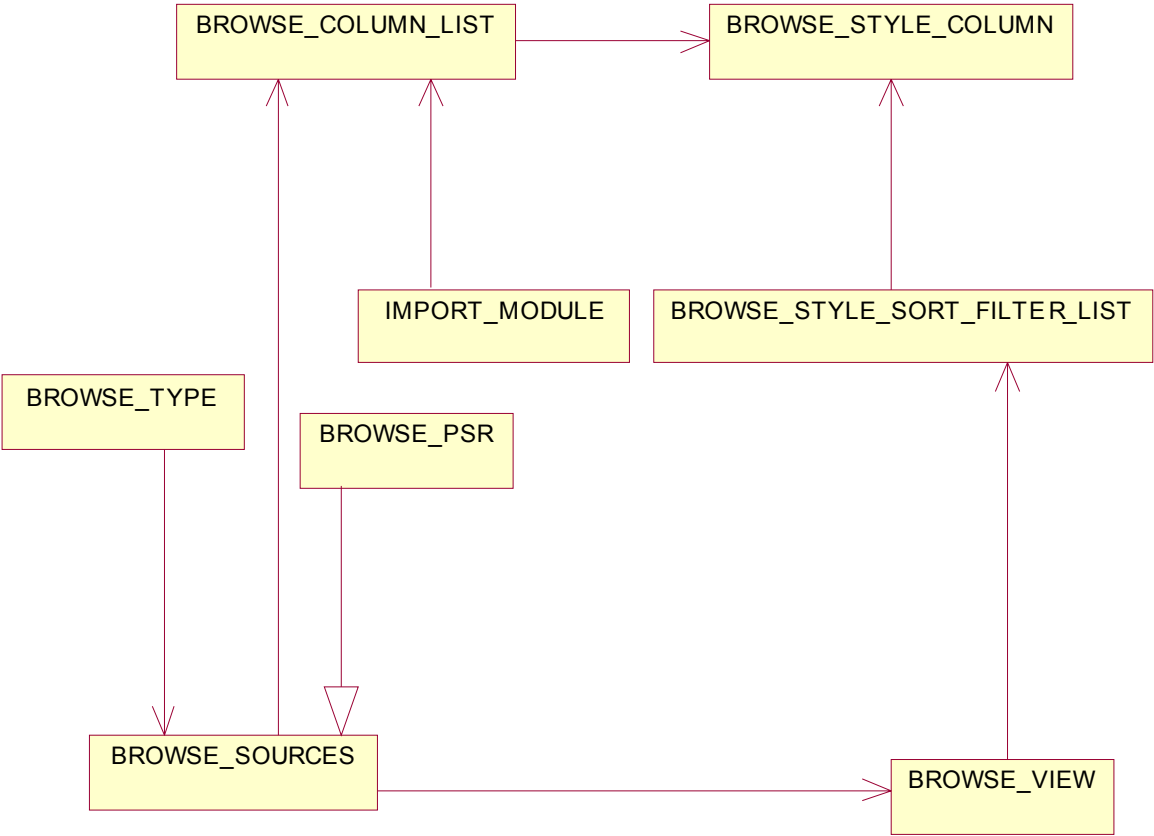 BROWSE_COLUMN_LIST
BROWSE_STYLE_COLUMN
IMPORT_MODULE
BROWSE_STYLE_SORT_FILTER_LIST
BROWSE_TYPE
BROWSE_PSR
BROWSE_SOURCES
BROWSE_VIEW